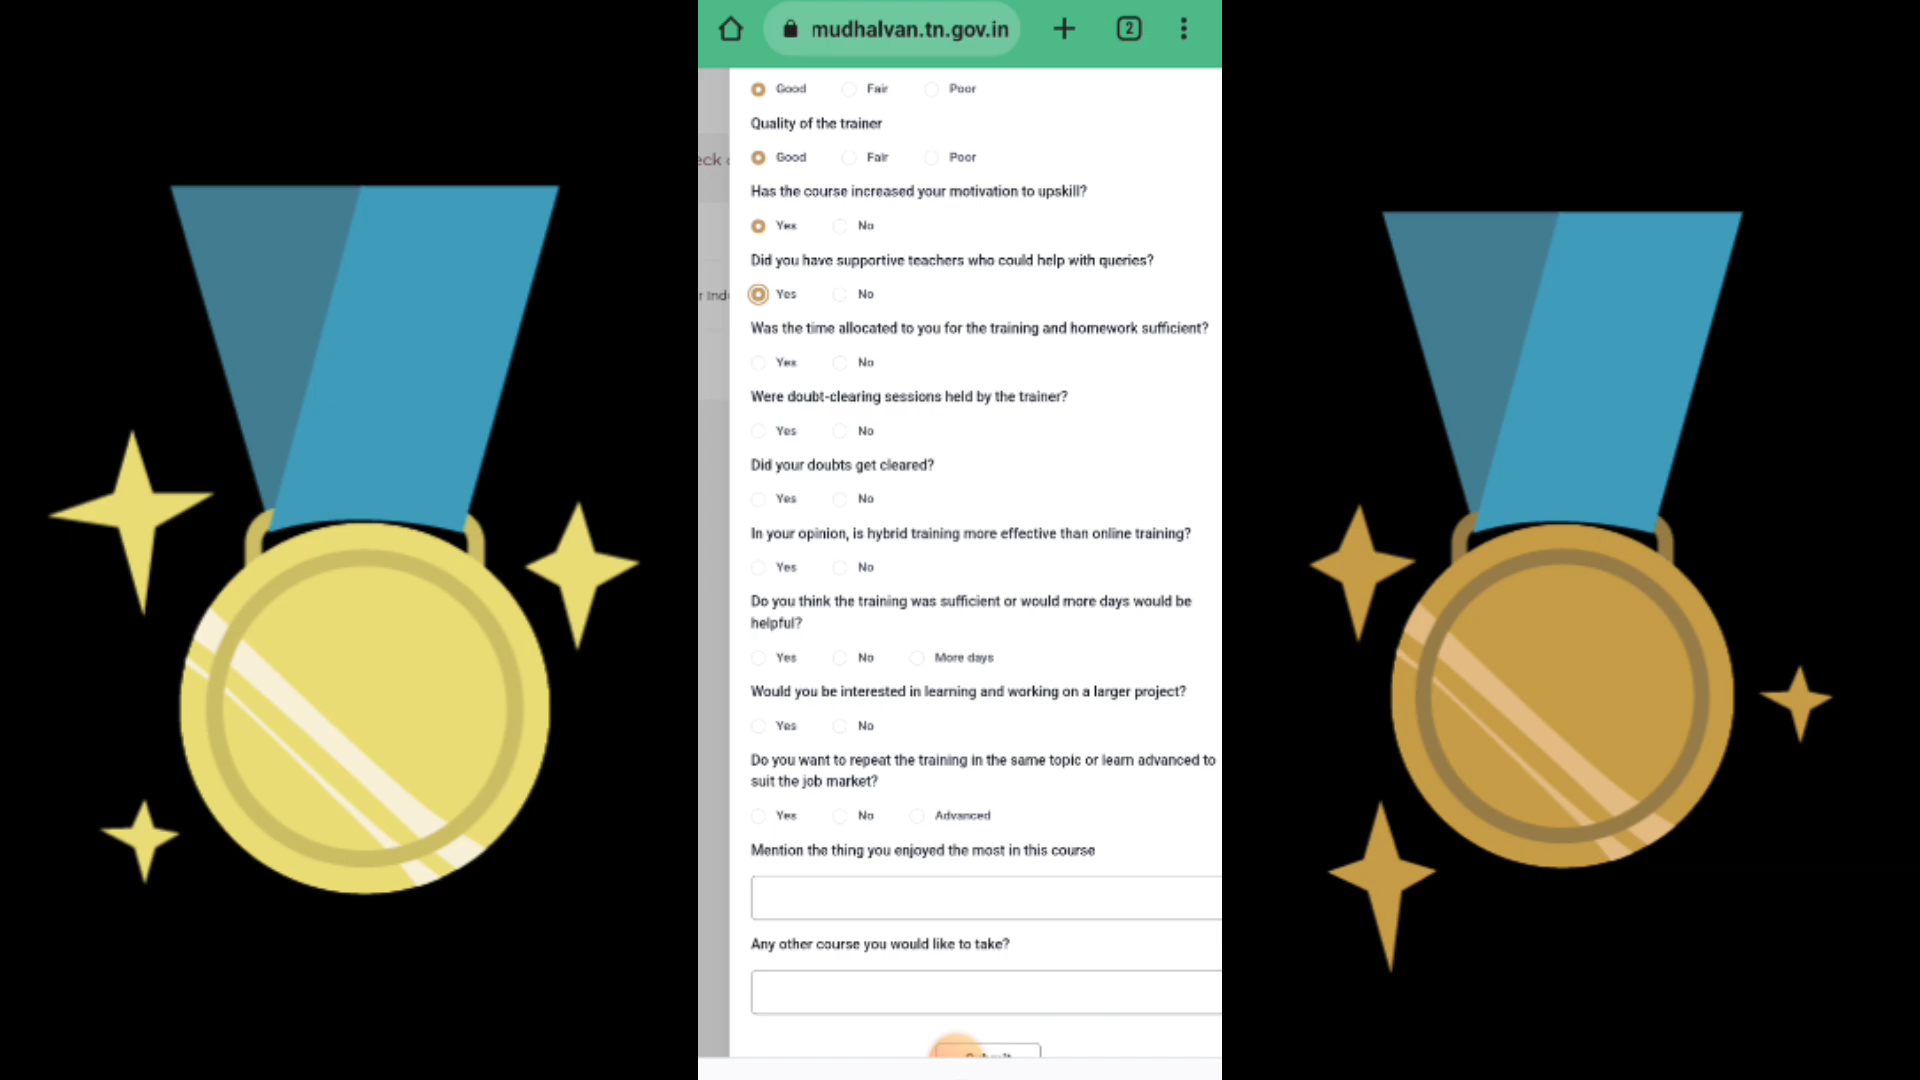 mudhalvan.tn.gov.in 2
Good Fair Poor
Quality of the trainer
eck
Good Fair Poor
Has the course increased your motivation to upskill?
Yes No
Did you have supportive teachers who could help with queries?
r Ind
Yes No
Was the time allocated to you for the training and homework sufficient?
Yes No
Were doubt-clearing sessions held by the trainer?
Yes No
Did your doubts get cleared?
Yes No
In your opinion, is hybrid training more effective than online training?
Yes No
Do you think the training was sufficient or would more days would be
helpful?
Yes No More days
Would you be interested in learning and working on a larger project?
Yes No
Do you want to repeat the training in the same topic or learn advanced to
suit the job market?
Yes No Advanced
Mention the thing you enjoyed the most in this course
Any other course you would like to take?